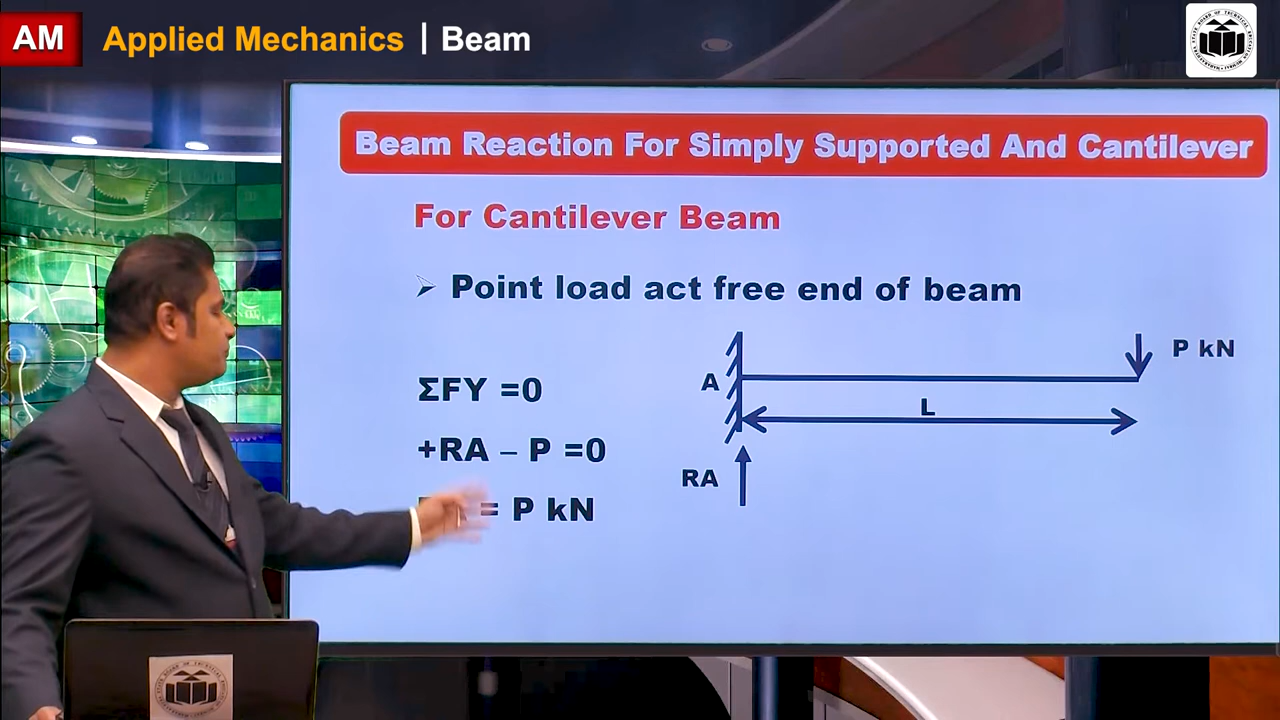 AM Applied Mechanics | Beam
Beam Reaction For Simply Supported And Cantilever
For Cantilever Beam
➢ Point load act free end of beam
P kN
A
ΣFY =0
L
+RA – P =0
RA
= P kN